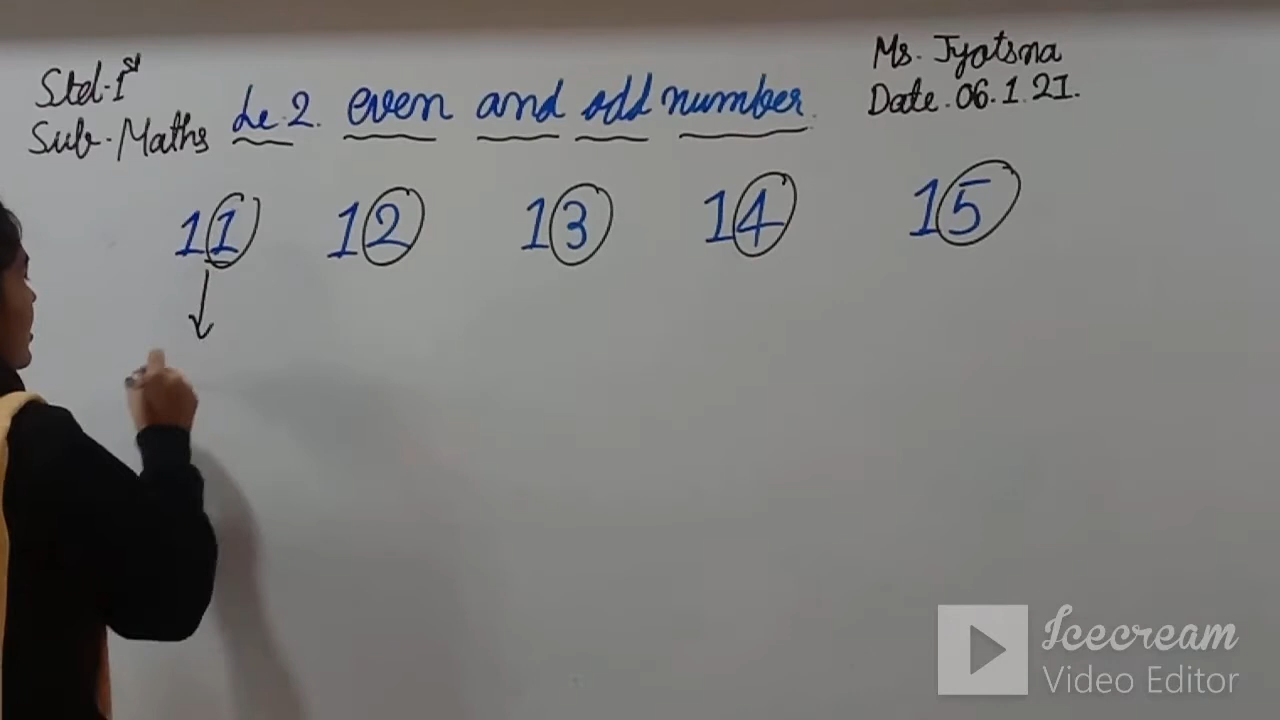 Std-1st
Sub-Maths
Le.2. even and odd number.
Ms. Jyotsna
Date.06.1.21.
11 12 13 14 15
Icecream
Video Editor